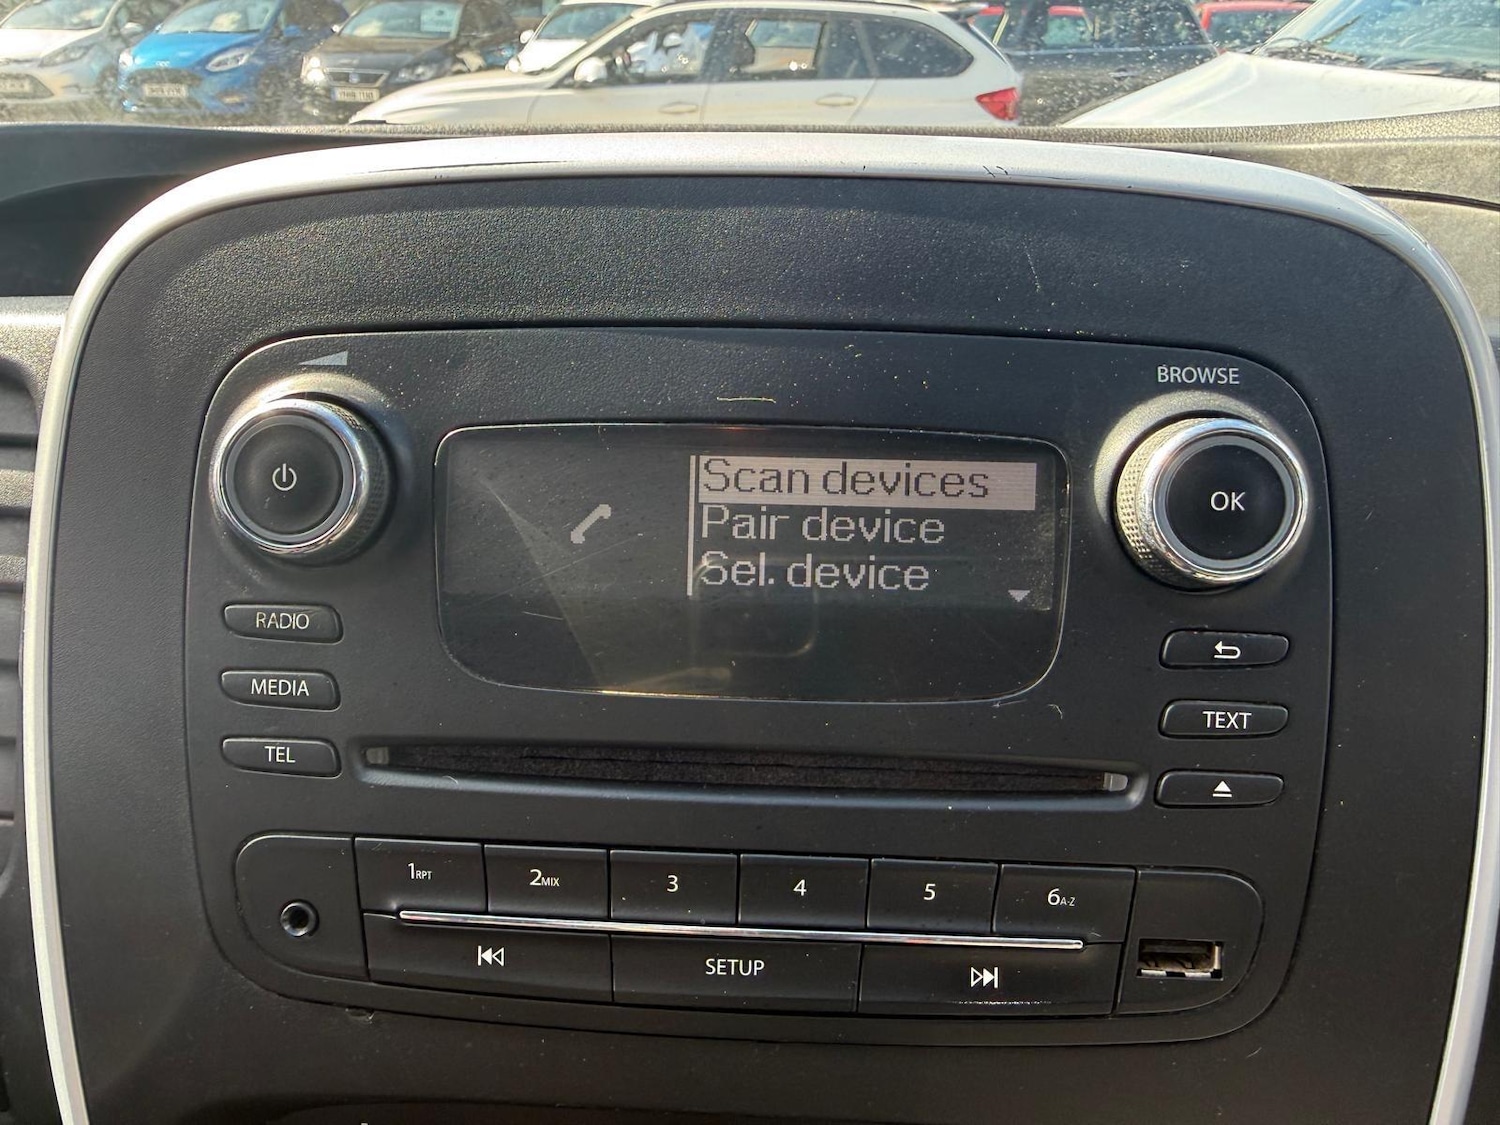 BROWSE
Scan devices
Pair device
Sel. device
OK
RADIO
MEDIA
TEL
TEXT
1RPT
2MIX
3
4
5
6A-Z
SETUP